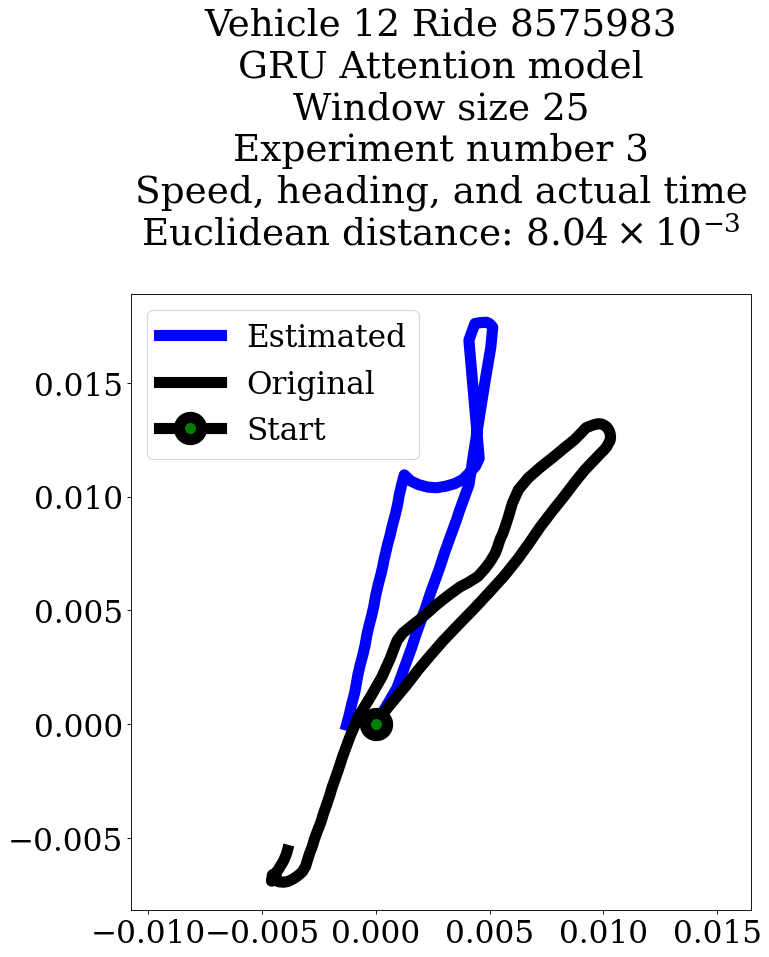 Vehicle 12 Ride 8575983
GRU Attention model
Window size 25
Experiment number 3
Speed, heading, and actual time
Euclidean distance: 8.04 × 10⁻³
Estimated
Original
Start
0.015
0.010
0.005
0.000
−0.005
−0.010 −0.005 0.000 0.005 0.010 0.015